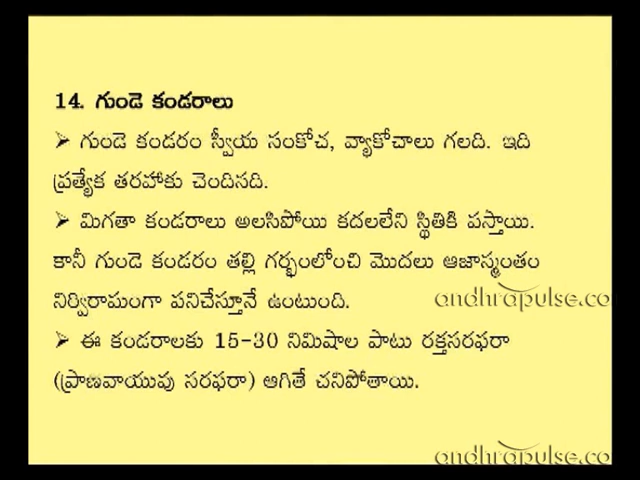 14. గుండె కండరాలు
➢ గుండె కండరం స్వీయ సంకోచ, వ్యాకోచాలు గలది. ఇది
ప్రత్యేక తరహాకు చెందినది.
➢ మిగతా కండరాలు అలసిపోయి కదలలేని స్థితికి వస్తాయి.
కానీ గుండె కండరం తల్లి గర్భంలోంచి మొదలు ఆజాన్మంతం
నిర్విరామంగా పనిచేస్తూనే ఉంటుంది.
andhrapulse.co
➢ ఈ కండరాలకు 15-30 నిమిషాల పాటు రక్తసరఫరా
(ప్రాణవాయువు సరఫరా) ఆగితే చనిపోతాయి.
andhrapulse.co